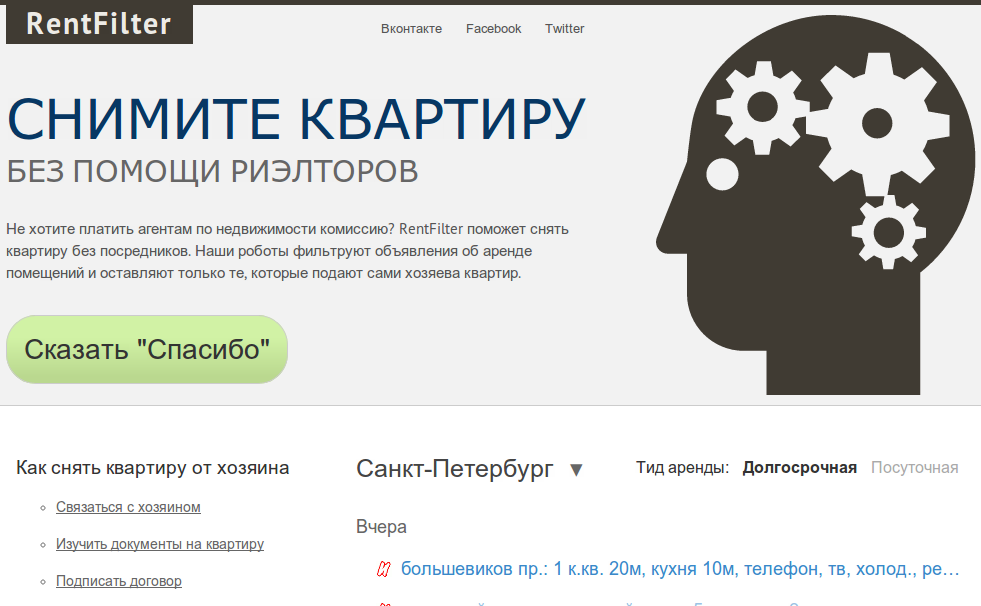 RentFilter
Вконтакте Facebook Twitter
СНИМИТЕ КВАРТИРУ
БЕЗ ПОМОЩИ РИЭЛТОРОВ
Не хотите платить агентам по недвижимости комиссию? RentFilter поможет снять
квартиру без посредников. Наши роботы фильтруют объявления об аренде
помещений и оставляют только те, которые подают сами хозяева квартир.
Сказать "Спасибо"
Как снять квартиру от хозяина
Связаться с хозяином
Изучить документы на квартиру
Подписать договор
Санкт-Петербург ▼
Тид аренды: Долгосрочная Посуточная
Вчера
большевиков пр.: 1 к.кв. 20м, кухня 10м, телефон, тв, холод., ре…